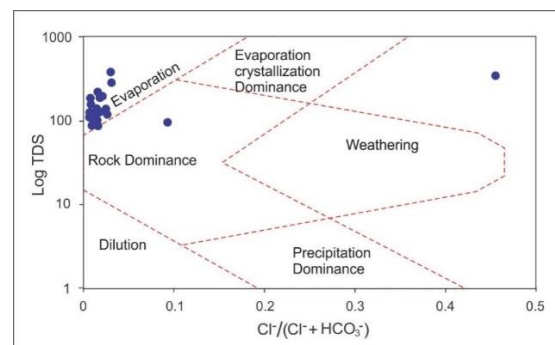 1000
100
10
1
Log TDS
Evaporation
Evaporation
crystallization
Dominance
Rock Dominance
Weathering
Dilution
Precipitation
Dominance
0
0.1
0.2
0.3
0.4
0.5
Cl⁻/(Cl⁻+ HCO₃⁻)